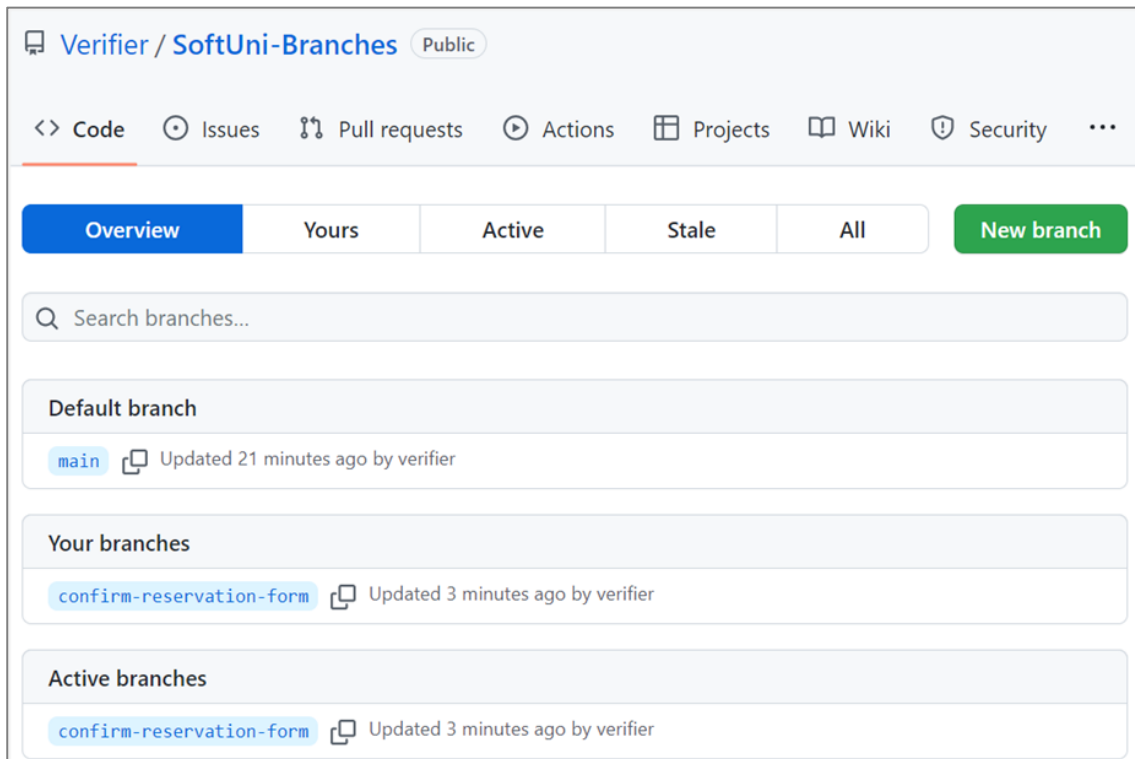 Verifier / SoftUni-Branches Public
Code Issues Pull requests Actions Projects Wiki Security ...
Overview Yours Active Stale All New branch
Search branches...
Default branch
main Updated 21 minutes ago by verifier
Your branches
confirm-reservation-form Updated 3 minutes ago by verifier
Active branches
confirm-reservation-form Updated 3 minutes ago by verifier